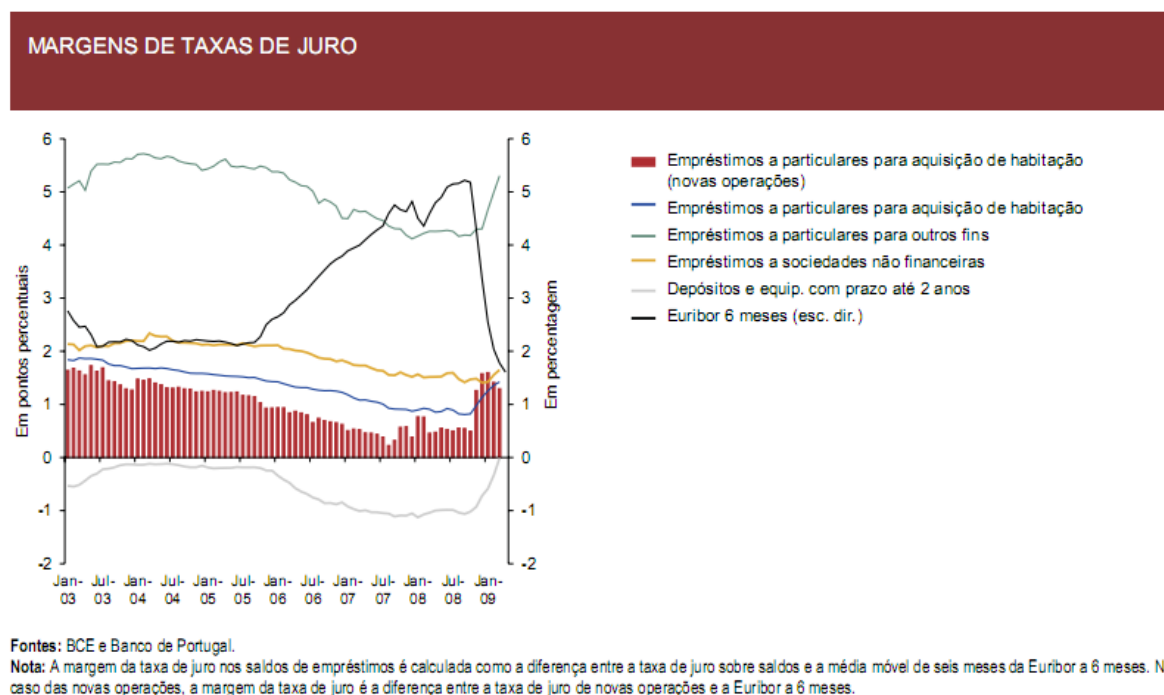 MARGENS DE TAXAS DE JURO
6 6
5 5
4 4
3 3
2 2
1 1
0 0
-1 -1
-2 -2
Em pontos percentuais
Em percentagem
Jan- Jul- Jan- Jul- Jan- Jul- Jan- Jul- Jan- Jul- Jan- Jul- Jan-
03 03 04 04 05 05 06 06 07 07 08 08 09
Empréstimos a particulares para aquisição de habitação
(novas operações)
Empréstimos a particulares para aquisição de habitação
Empréstimos a particulares para outros fins
Empréstimos a sociedades não financeiras
Depósitos e equip. com prazo até 2 anos
Euribor 6 meses (esc. dir.)
Fontes: BCE e Banco de Portugal.
Nota: A margem da taxa de juro nos saldos de empréstimos é calculada como a diferença entre a taxa de juro sobre saldos e a média móvel de seis meses da Euribor a 6 meses.
caso das novas operações, a margem da taxa de juro é a diferença entre a taxa de juro de novas operações e a Euribor a 6 meses.